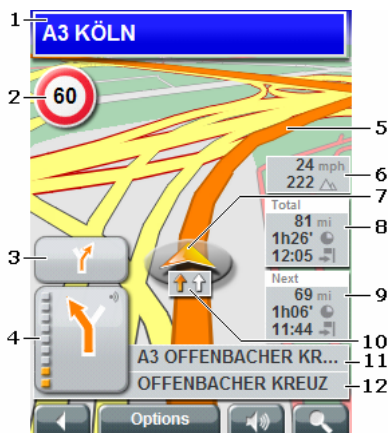 1
A3 KÖLN
2
60
5
24 mph
6
222
7
Total
81 mi
8
1h26'
3
12:05
Next
69 mi
9
1h06'
4
11:44
10
A3 OFFENBACHER KR...
11
OFFENBACHER KREUZ
12
Options